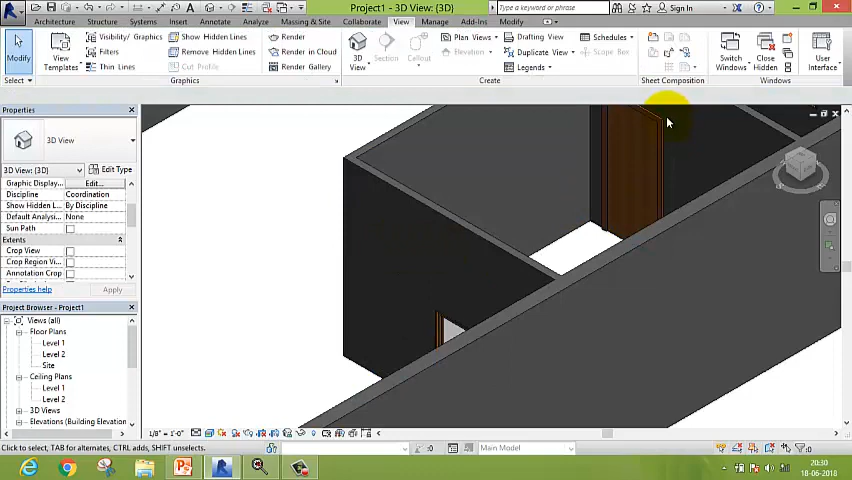 Project1 - 3D View: {3D}
Type a keyword or phrase
Sign In
Architecture Structure Systems Insert Annotate Analyze Massing & Site Collaborate View Manage Add-Ins Modify
Modify
Select
View
Templates
Visibility/ Graphics
Filters
Thin Lines
Show Hidden Lines
Remove Hidden Lines
Cut Profile
Render
Render in Cloud
Render Gallery
Graphics
3D
View
Section
Callout
Plan Views
Elevation
Drafting View
Duplicate View
Legends
Schedules
Scope Box
Create
Sheet Composition
Switch
Windows
Close
Hidden
Windows
User
Interface
Properties
3D View
3D View: {3D}
Edit Type
Graphic Display... Edit...
Discipline Coordination
Show Hidden L... By Discipline
Default Analysi... None
Sun Path
Extents
Crop View
Crop Region Vi...
Annotation Crop
Properties help
Apply
Project Browser - Project1
Views (all)
Floor Plans
Level 1
Level 2
Site
Ceiling Plans
Level 1
Level 2
3D Views
Elevations (Building Elevation
1/8" = 1'-0"
Click to select, TAB for alternates, CTRL adds, SHIFT unselects.
:0
Main Model
:0
20:30
18-06-2018